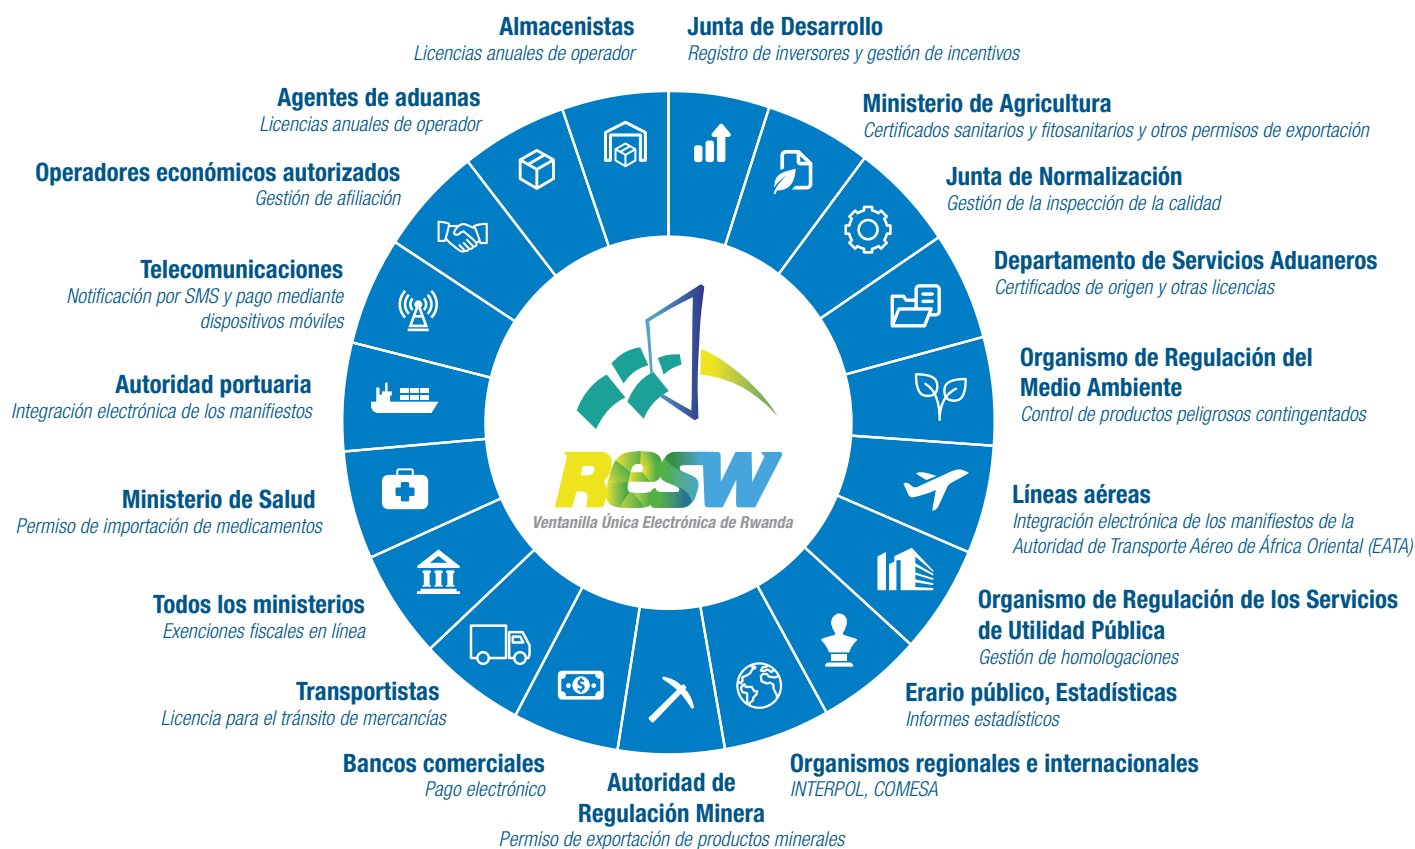 Almacenistas
Licencias anuales de operador
Junta de Desarrollo
Registro de inversores y gestión de incentivos
Ministerio de Agricultura
Certificados sanitarios y fitosanitarios y otros permisos de exportación
Junta de Normalización
Gestión de la inspección de la calidad
Departamento de Servicios Aduaneros
Certificados de origen y otras licencias
Organismo de Regulación del
Medio Ambiente
Control de productos peligrosos contingentados
Líneas aéreas
Integración electrónica de los manifiestos de la
Autoridad de Transporte Aéreo de África Oriental (EATA)
Organismo de Regulación de los Servicios
de Utilidad Pública
Gestión de homologaciones
Erario público, Estadísticas
Informes estadísticos
Organismos regionales e internacionales
INTERPOL, COMESA
Autoridad de
Regulación Minera
Permiso de exportación de productos minerales
Bancos comerciales
Pago electrónico
Transportistas
Licencia para el tránsito de mercancías
Todos los ministerios
Exenciones fiscales en línea
Ministerio de Salud
Permiso de importación de medicamentos
Autoridad portuaria
Integración electrónica de los manifiestos
Telecomunicaciones
Notificación por SMS y pago mediante
dispositivos móviles
Operadores económicos autorizados
Gestión de afiliación
Agentes de aduanas
Licencias anuales de operador
ReSW
Ventanilla Única Electrónica de Rwanda
$